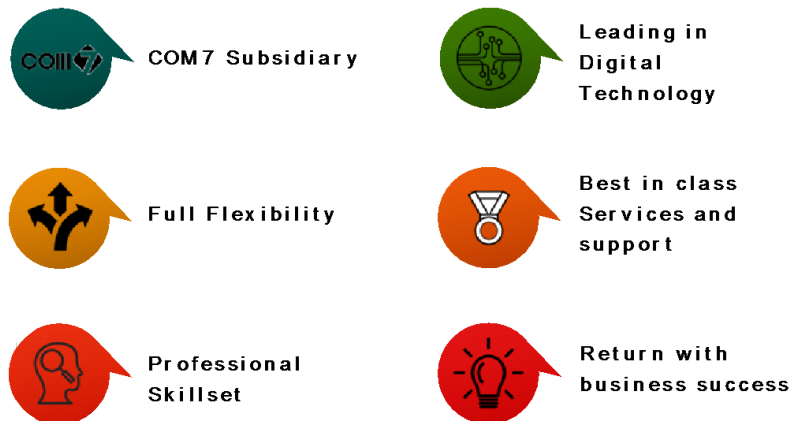 COM7
COM7 Subsidiary
Leading in
Digital
Technology
Full Flexibility
Best in class
Services and
support
Professional
Skillset
Return with
business success